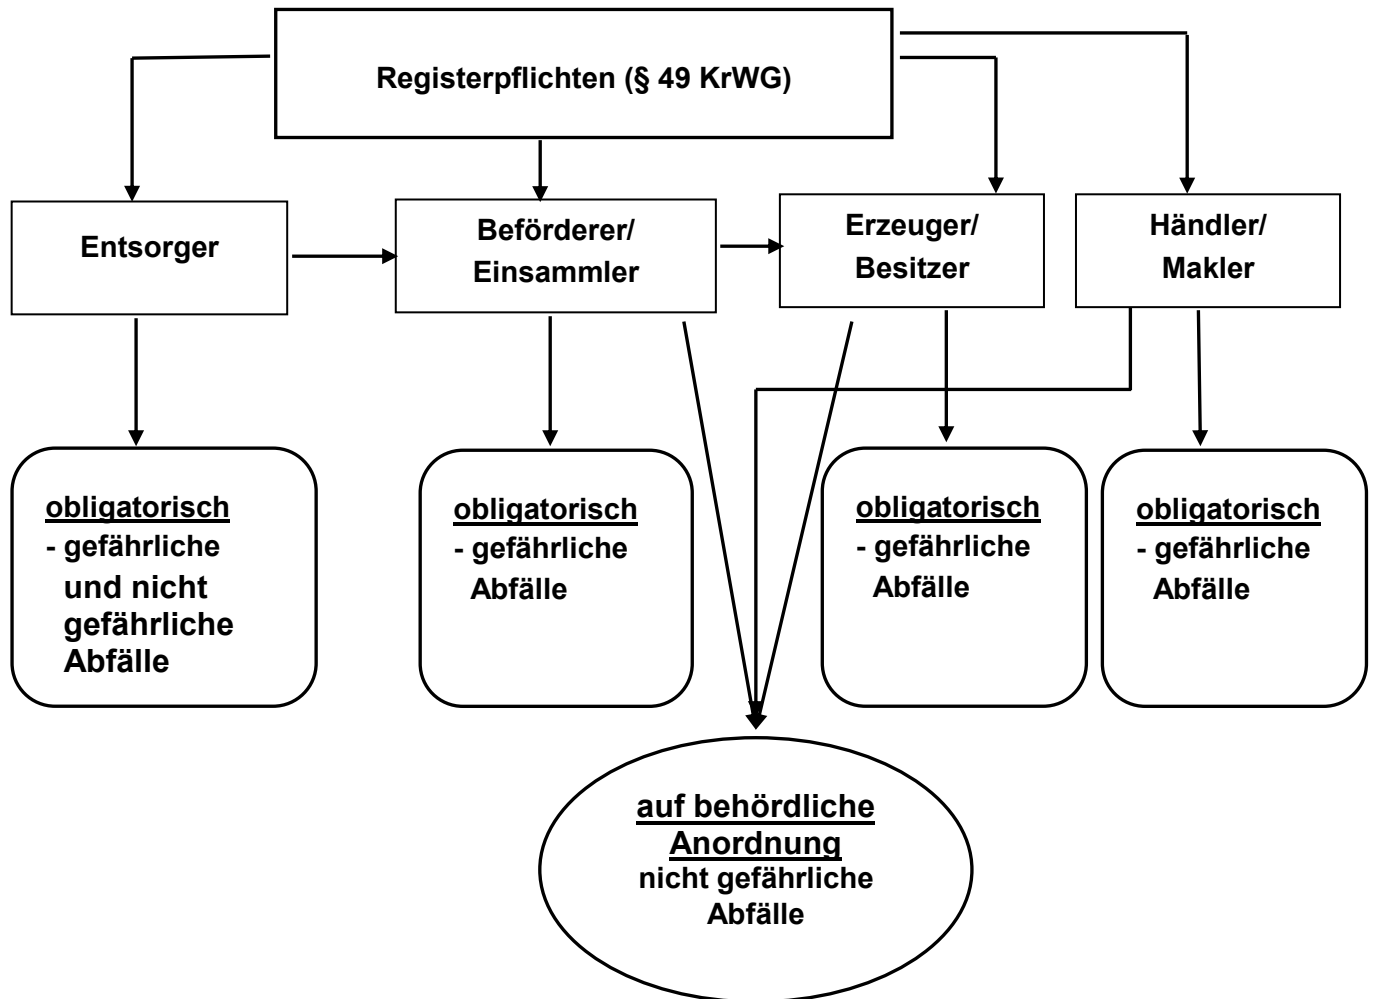 Registerpflichten (§ 49 KrWG)
Entsorger
Beförderer/
Einsammler
Erzeuger/
Besitzer
Händler/
Makler
obligatorisch
- gefährliche
und nicht
gefährliche
Abfälle
obligatorisch
- gefährliche
Abfälle
obligatorisch
- gefährliche
Abfälle
obligatorisch
- gefährliche
Abfälle
auf behördliche
Anordnung
nicht gefährliche
Abfälle